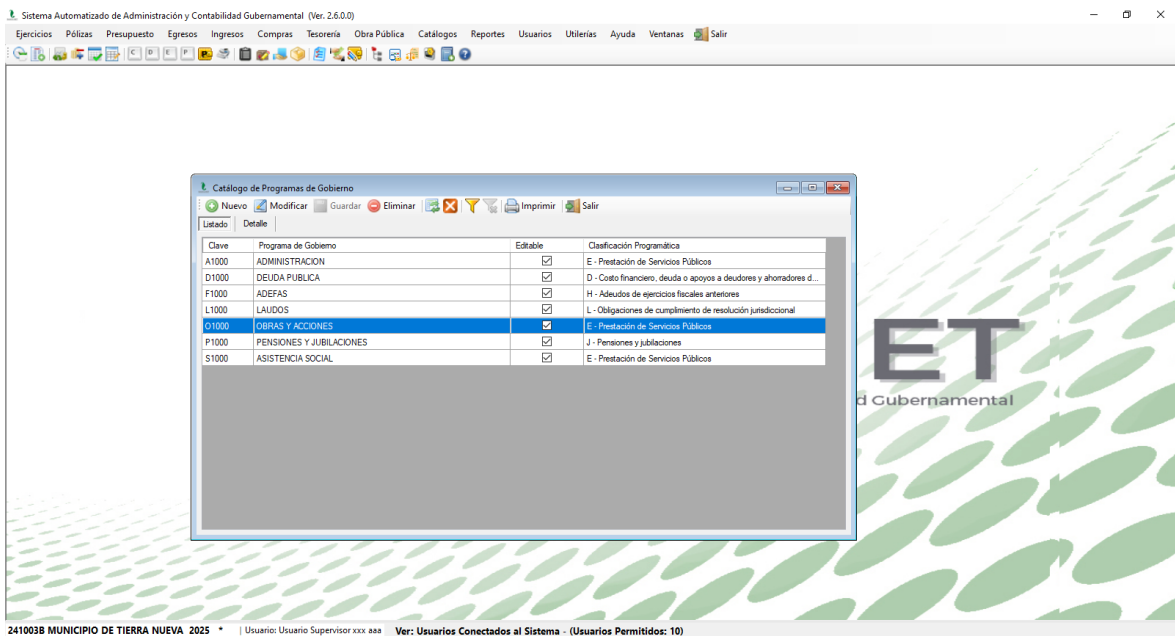 Sistema Automatizado de Administración y Contabilidad Gubernamental (Ver. 2.6.0.0)
Ejercicios Pólizas Presupuesto Egresos Ingresos Compras Tesorería Obra Pública Catálogos Reportes Usuarios Utilerías Ayuda Ventanas Salir
C D E P
Catálogo de Programas de Gobierno
Nuevo Modificar Guardar Eliminar Imprimir Salir
Listado Detalle
Clave Programa de Gobierno Editable Clasificación Programática
A1000 ADMINISTRACION E - Prestación de Servicios Públicos
D1000 DEUDA PUBLICA D - Costo financiero, deuda o apoyos a deudores y ahorradores d...
F1000 ADEFAS H - Adeudos de ejercicios fiscales anteriores
L1000 LAUDOS L - Obligaciones de cumplimiento de resolución jurisdiccional
O1000 OBRAS Y ACCIONES E - Prestación de Servicios Públicos
P1000 PENSIONES Y JUBILACIONES J - Pensiones y jubilaciones
S1000 ASISTENCIA SOCIAL E - Prestación de Servicios Públicos
ET
d Gubernamental
241003B MUNICIPIO DE TIERRA NUEVA 2025 * | Usuario: Usuario Supervisor xxx aaa Ver: Usuarios Conectados al Sistema - (Usuarios Permitidos: 10)